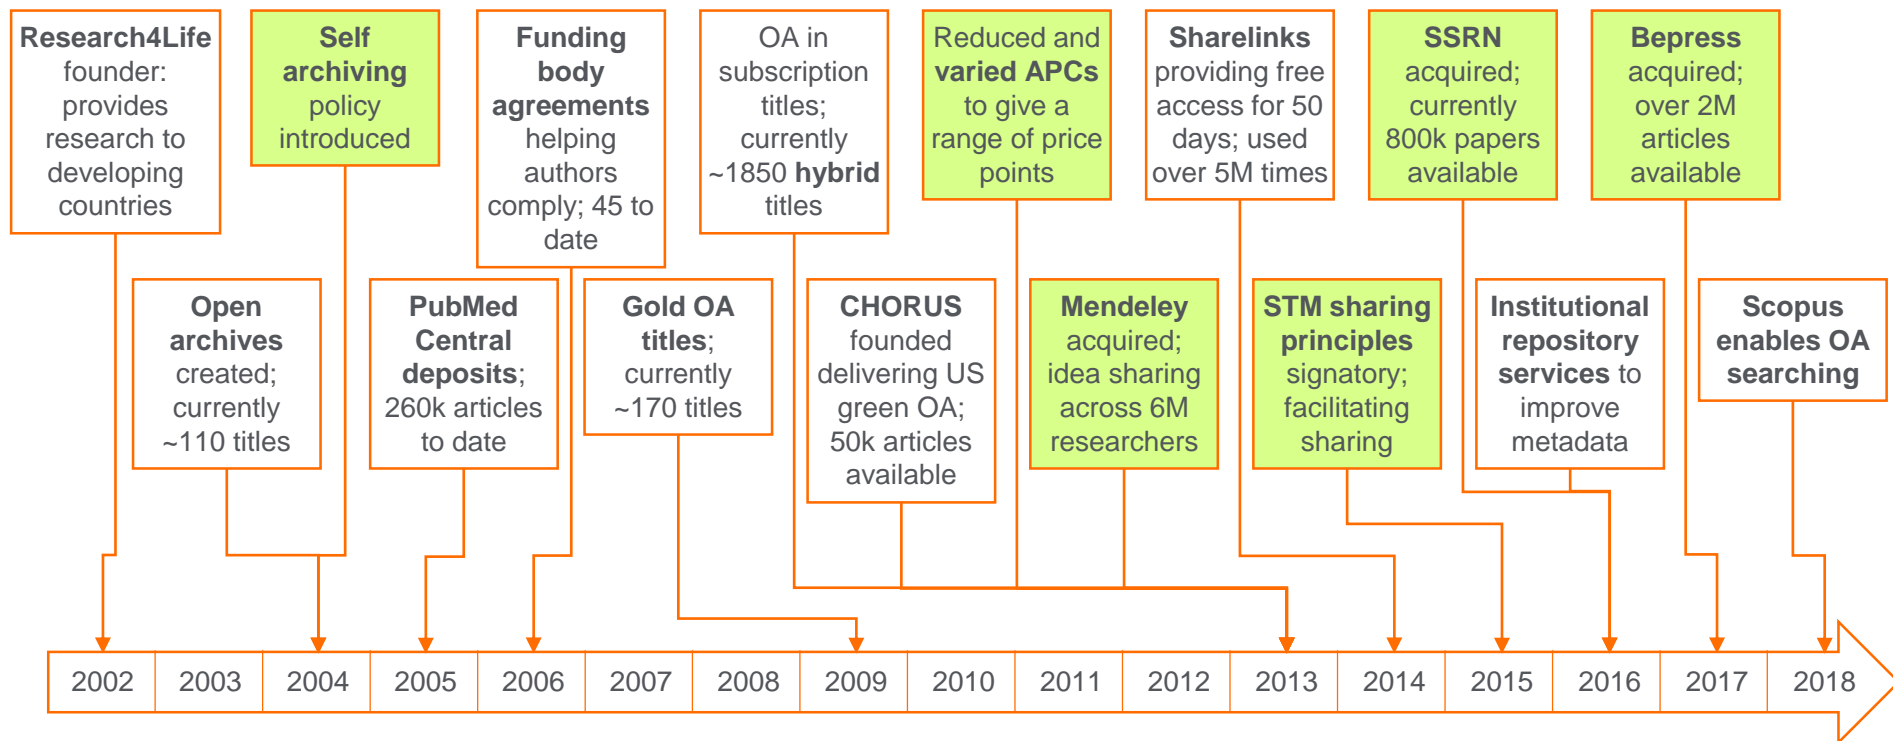 Research4Life
founder:
provides
research to
developing
countries
Self
archiving
policy
introduced
Funding
body
agreements
helping
authors
comply; 45 to
date
OA in
subscription
titles;
currently
~1850 hybrid
titles
Reduced and
varied APCs
to give a
range of price
points
Sharelinks
providing free
access for 50
days; used
over 5M times
SSRN
acquired;
currently
800k papers
available
Bepress
acquired;
over 2M
articles
available
Open
archives
created;
currently
~110 titles
PubMed
Central
deposits;
260k articles
to date
Gold OA
titles;
currently
~170 titles
CHORUS
founded
delivering US
green OA;
50k articles
available
Mendeley
acquired;
idea sharing
across 6M
researchers
STM sharing
principles
signatory;
facilitating
sharing
Institutional
repository
services to
improve
metadata
Scopus
enables OA
searching
2002 2003 2004 2005 2006 2007 2008 2009 2010 2011 2012 2013 2014 2015 2016 2017 2018